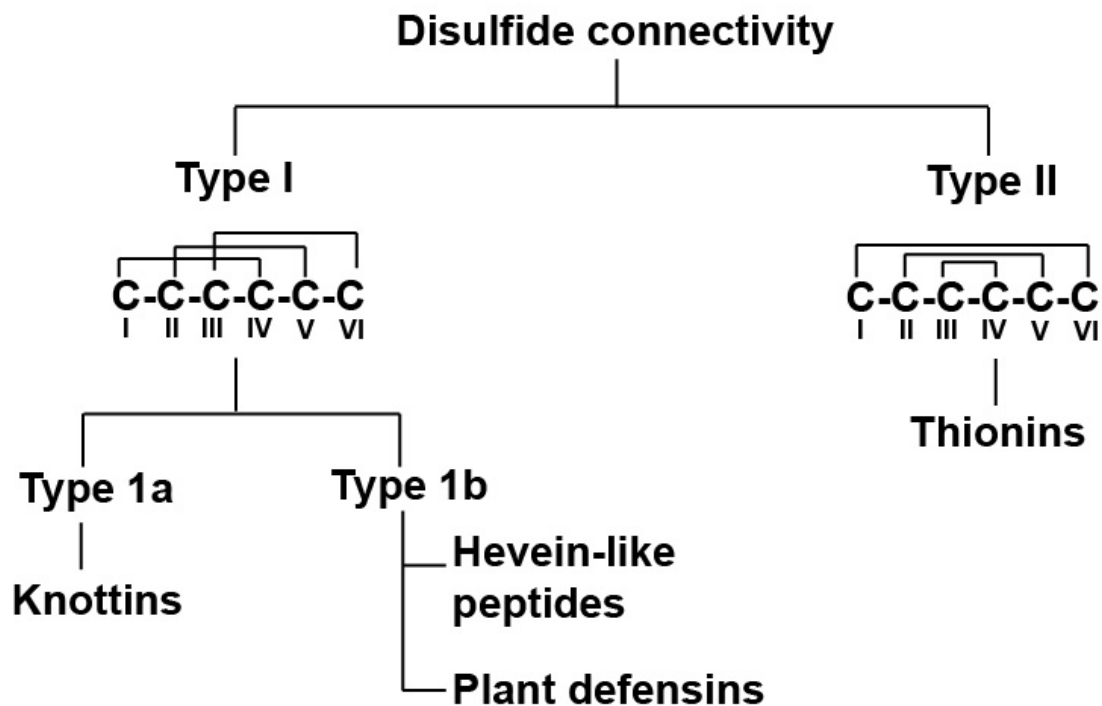 Disulfide connectivity
Type I
Type II
C-C-C-C-C-C
I II III IV V VI
C-C-C-C-C-C
I II III IV V VI
Thionins
Type 1a
Type 1b
Hevein-like
peptides
Knottins
Plant defensins